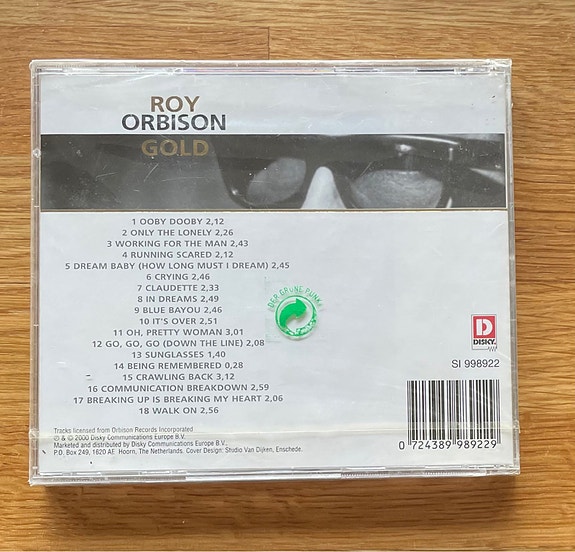 ROY
ORBISON
GOLD
1 OOBY DOOBY 2,12
2 ONLY THE LONELY 2,26
3 WORKING FOR THE MAN 2,43
4 RUNNING SCARED 2,12
5 DREAM BABY (HOW LONG MUST I DREAM) 2,45
6 CRYING 2,46
7 CLAUDETTE 2,33
8 IN DREAMS 2,49
9 BLUE BAYOU 2,46
10 IT'S OVER 2,51
11 OH, PRETTY WOMAN 3,01
12 GO, GO, GO (DOWN THE LINE) 2,08
13 SUNGLASSES 1,40
14 BEING REMEMBERED 0,28
15 CRAWLING BACK 3,12
16 COMMUNICATION BREAKDOWN 2,59
17 BREAKING UP IS BREAKING MY HEART 2,06
18 WALK ON 2,56
DER GRÜNE PUNKT
D
DISKY.
SI 998922
0 724389 989229
Tracks licensed from Orbison Records Incorporated
℗ & © 2000 Disky Communications Europe B.V.
Marketed and distributed by Disky Communications Europe B.V.,
P.O. Box 249, 1620 AE Hoorn, The Netherlands. Cover Design: Studio Van Dijken, Enschede.